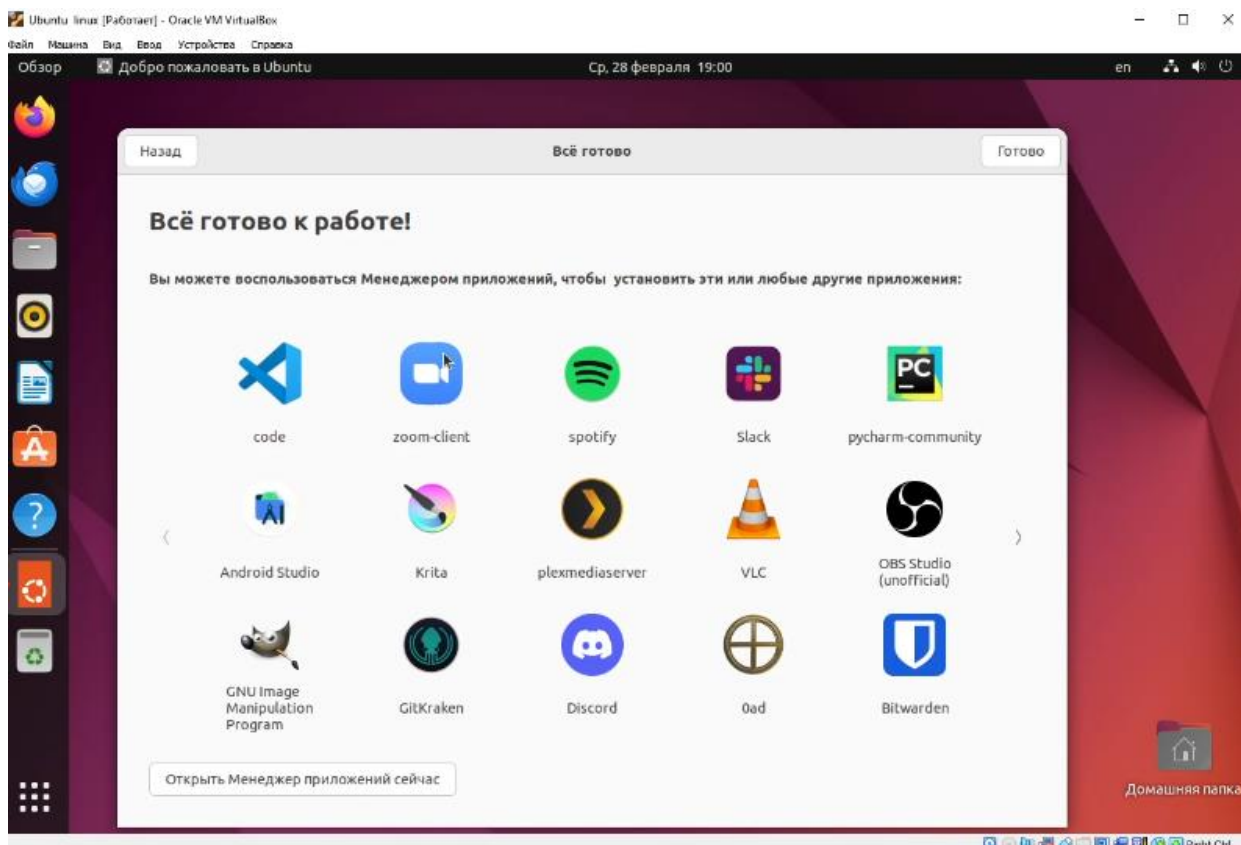 Ubuntu linux [Работает] - Oracle VM VirtualBox
Файл Машина Вид Ввод Устройства Справка
Обзор Добро пожаловать в Ubuntu Ср, 28 февраля 19:00 en
Назад Всё готово Готово
Всё готово к работе!
Вы можете воспользоваться Менеджером приложений, чтобы установить эти или любые другие приложения:
PC
code zoom-client spotify Slack pycharm-community
Android Studio Krita plexmediaserver VLC OBS Studio
(unofficial)
GNU Image
Manipulation
Program
GitKraken Discord 0ad Bitwarden
Открыть Менеджер приложений сейчас
Домашняя папка
Right Ctrl